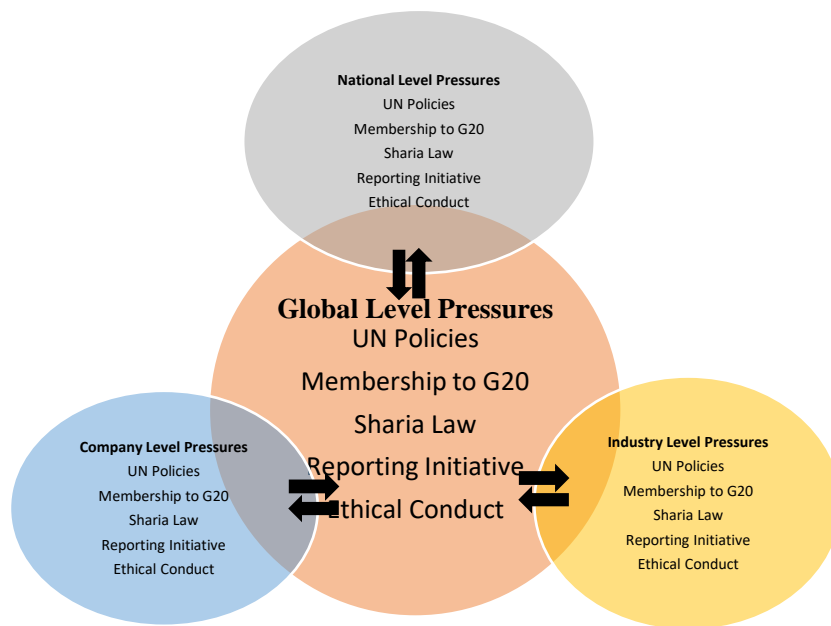 National Level Pressures
UN Policies
Membership to G20
Sharia Law
Reporting Initiative
Ethical Conduct
Global Level Pressures
UN Policies
Membership to G20
Sharia Law
Reporting Initiative
Ethical Conduct
Company Level Pressures
UN Policies
Membership to G20
Sharia Law
Reporting Initiative
Ethical Conduct
Industry Level Pressures
UN Policies
Membership to G20
Sharia Law
Reporting Initiative
Ethical Conduct